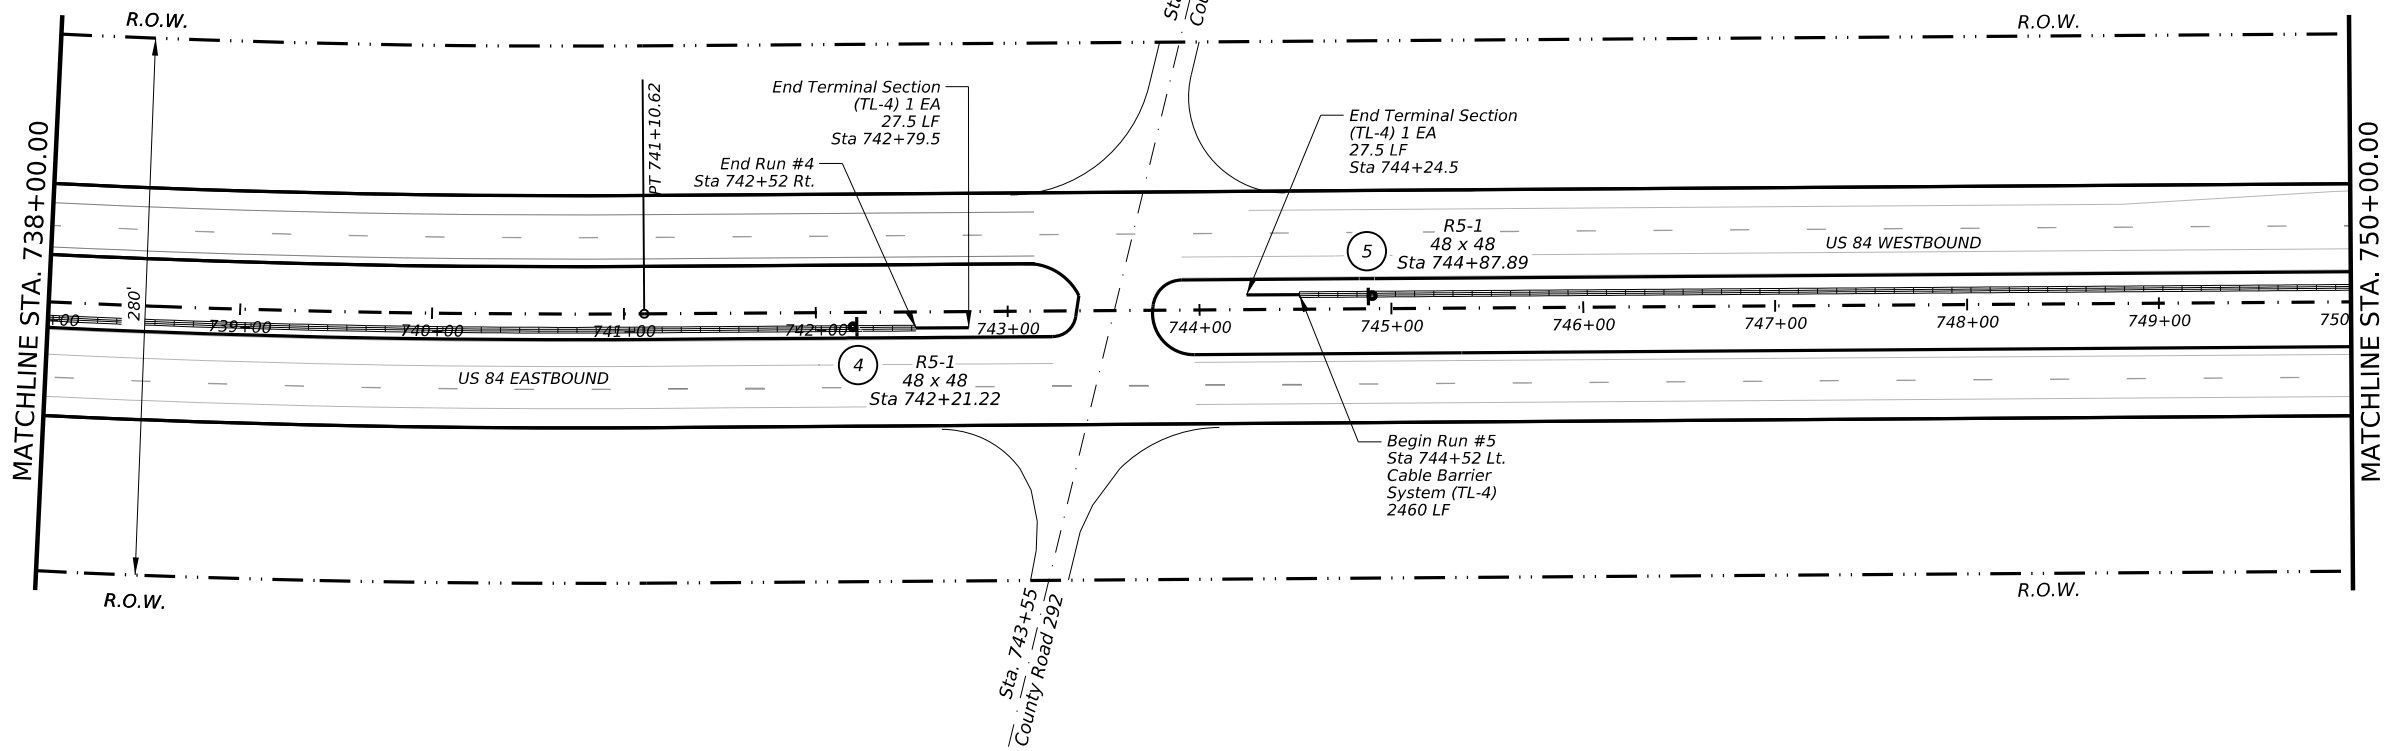 R.O.W.
R.O.W.
MATCHLINE STA. 738+00.00
280'
PT 741+10.62
End Terminal Section
(TL-4) 1 EA
27.5 LF
Sta 742+79.5
End Run #4
Sta 742+52 Rt.
Sta
Cou
End Terminal Section
(TL-4) 1 EA
27.5 LF
Sta 744+24.5
5
R5-1
48 x 48
Sta 744+87.89
US 84 WESTBOUND
MATCHLINE STA. 750+00.00
+00
739+00
740+00
741+00
742+00
743+00
744+00
745+00
746+00
747+00
748+00
749+00
750
US 84 EASTBOUND
4
R5-1
48 x 48
Sta 742+21.22
Begin Run #5
Sta 744+52 Lt.
Cable Barrier
System (TL-4)
2460 LF
R.O.W.
R.O.W.
Sta. 743+55
County Road 292